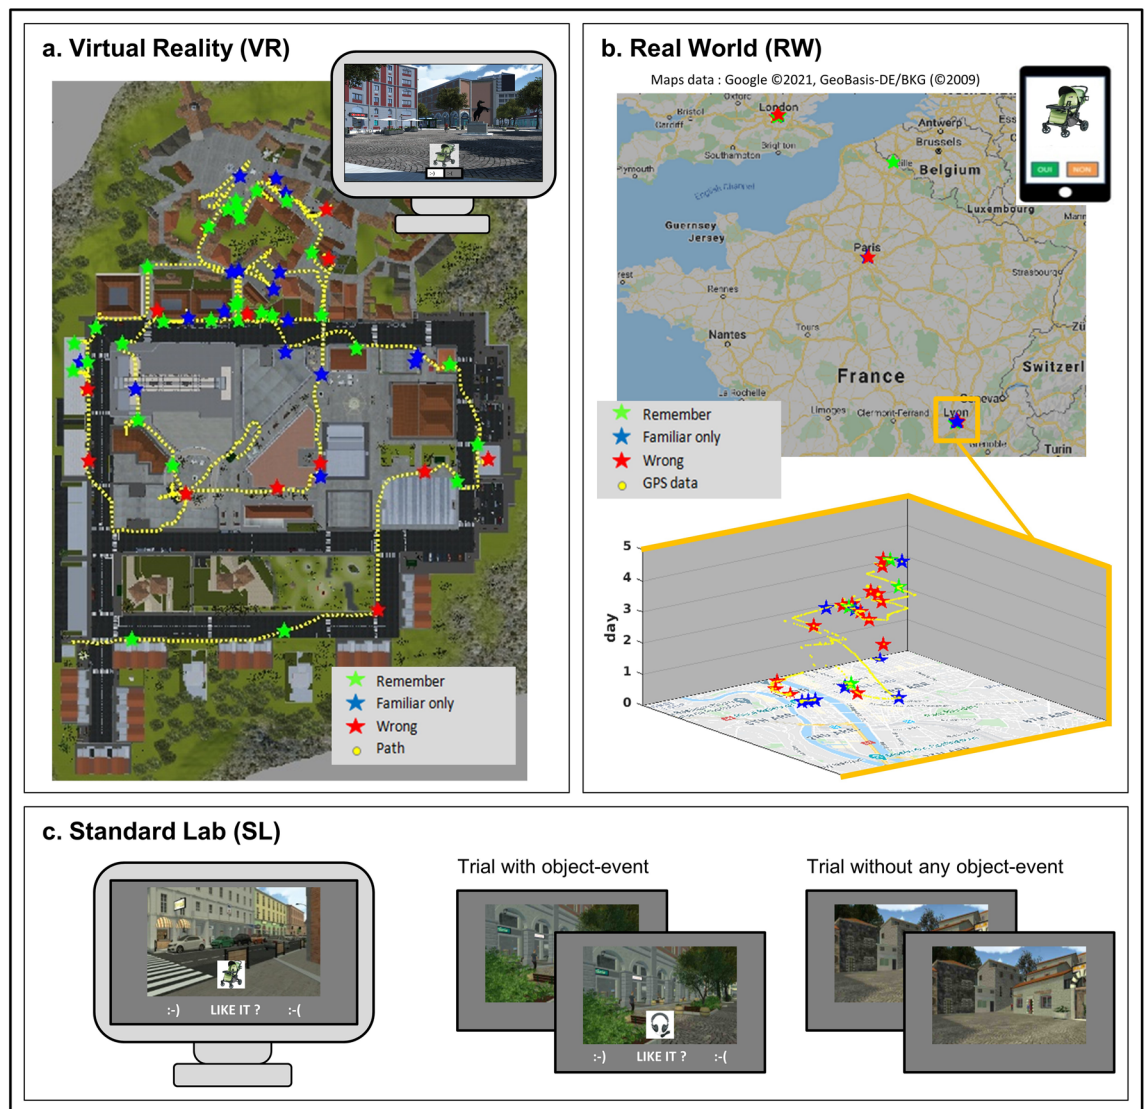 a. Virtual Reality (VR)
:-)
:-(
Remember
Familiar only
Wrong
Path
b. Real World (RW)
Maps data : Google ©2021, GeoBasis-DE/BKG (©2009)
OUI
NON
Oxford
London
Bristol
Cardiff
Southampton
Brighton
Plymouth
English Channel
Antwerp
Brussels
Belgium
Luxembourg
Guernsey
Jersey
Paris
Strasbourg
Rennes
Nantes
Tours
France
Switzerl
La Rochelle
Limoges
Clermont-Ferrand
Lyon
Geneva
Grenoble
Turin
Remember
Familiar only
Wrong
GPS data
5
4
3
2
1
0
day
c. Standard Lab (SL)
:-) LIKE IT ? :-(
Trial with object-event
:-) LIKE IT ? :-(
Trial without any object-event